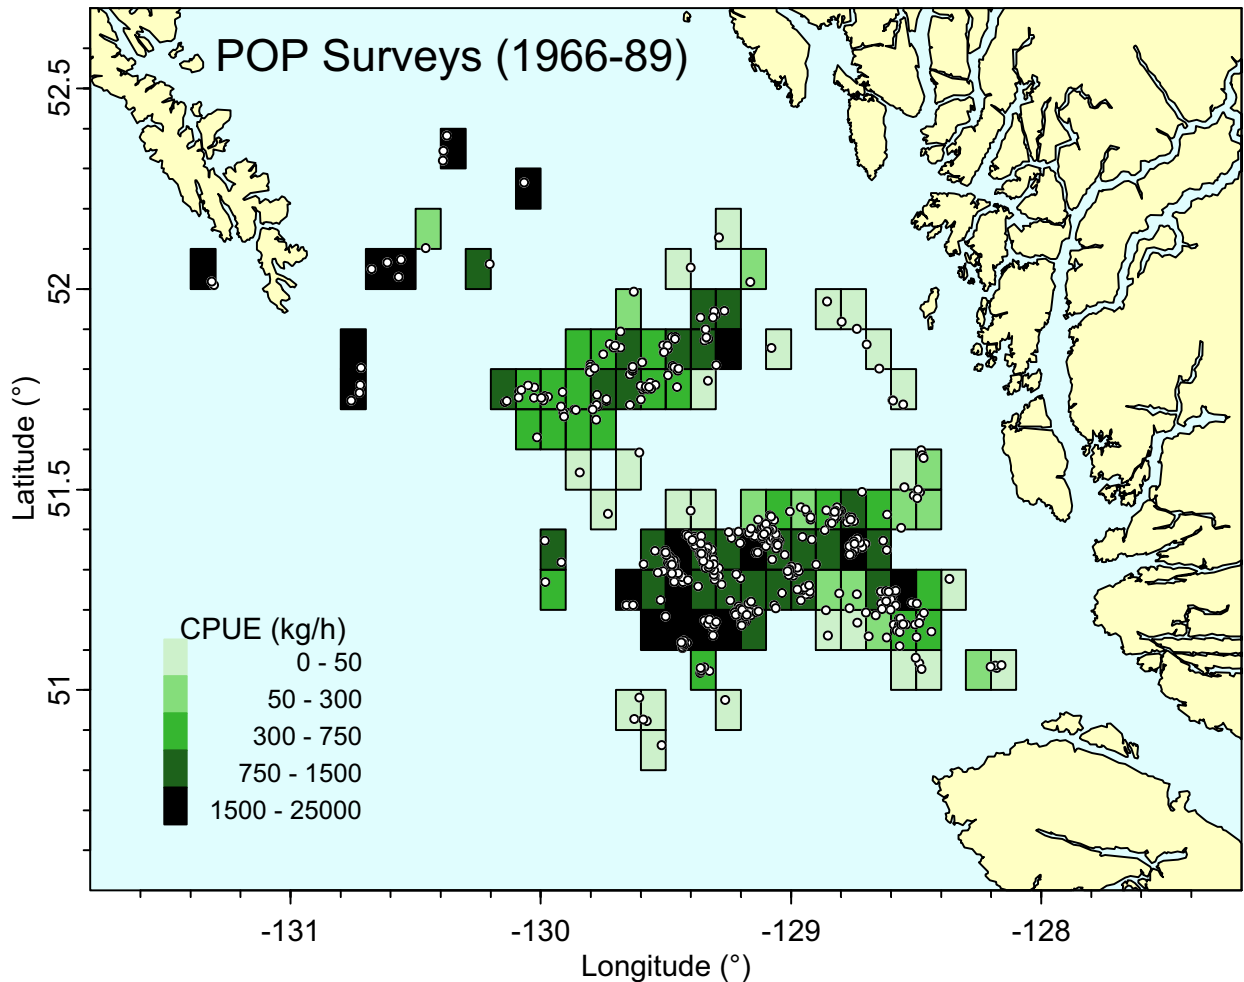 POP Surveys (1966-89)
52.5
52
51.5
51
Latitude (°)
CPUE (kg/h)
0 - 50
50 - 300
300 - 750
750 - 1500
1500 - 25000
-131
-130
-129
-128
Longitude (°)